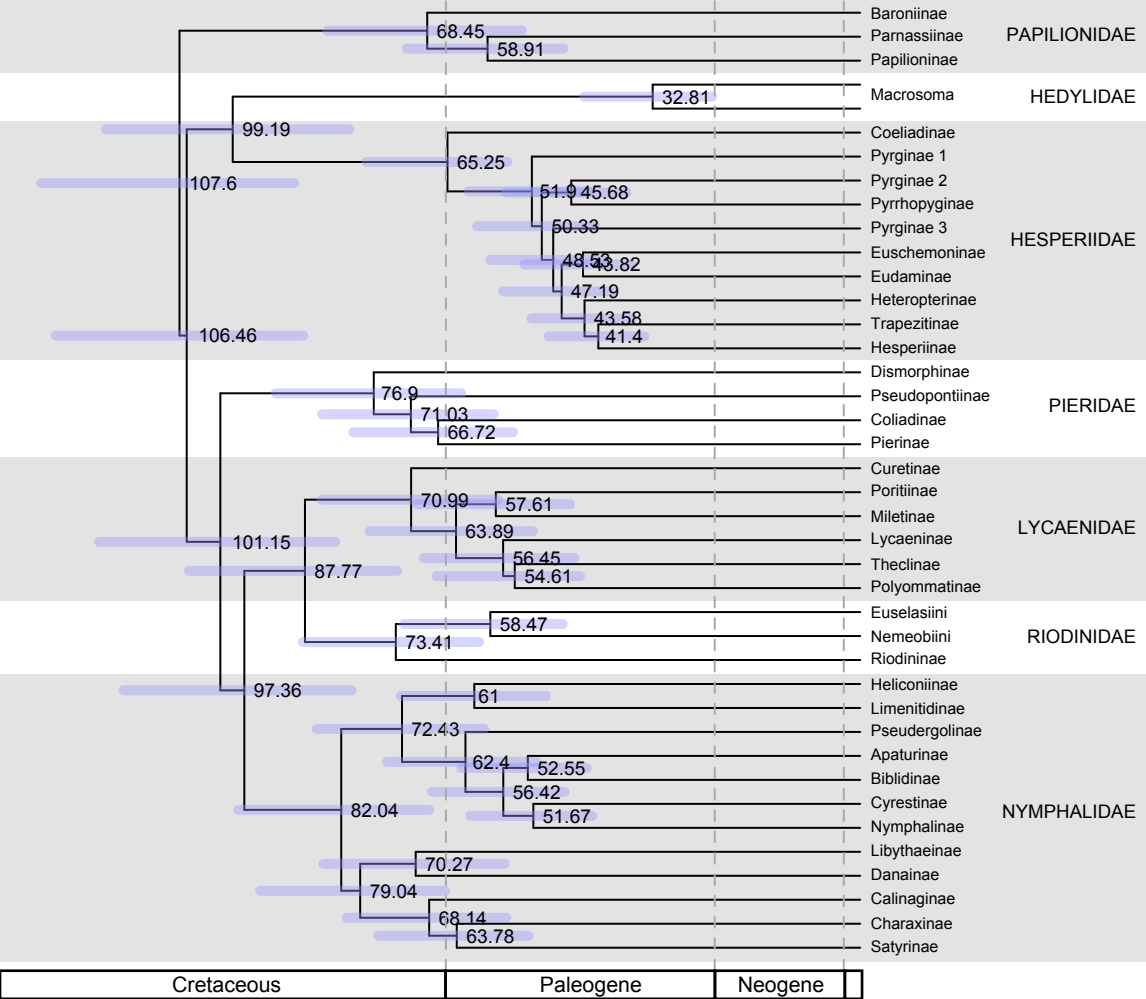 Baroniinae
68.45
Parnassiinae
PAPILIONIDAE
58.91
Papilioninae
32.81
Macrosoma
HEDYLIDAE
99.19
Coeliadinae
65.25
Pyrginae 1
107.6
51.9
45.68
Pyrginae 2
Pyrrhopyginae
50.33
Pyrginae 3
HESPERIIDAE
48.53
43.82
Euschemoninae
Eudaminae
47.19
Heteropterinae
43.58
Trapezitinae
106.46
41.4
Hesperiinae
Dismorphinae
76.9
Pseudopontiinae
PIERIDAE
71.03
Coliadinae
66.72
Pierinae
Curetinae
70.99
57.61
Poritiinae
Miletinae
LYCAENIDAE
63.89
Lycaeninae
101.15
56.45
Theclinae
87.77
54.61
Polyommatinae
Euselasiini
58.47
Nemeobiini
RIODINIDAE
73.41
Riodininae
97.36
61
Heliconiinae
Limenitidinae
72.43
Pseudergolinae
62.4
52.55
Apaturinae
Biblidinae
56.42
Cyrestinae
NYMPHALIDAE
82.04
51.67
Nymphalinae
Libythaeinae
70.27
Danainae
79.04
Calinaginae
68.14
Charaxinae
63.78
Satyrinae
Cretaceous
Paleogene
Neogene